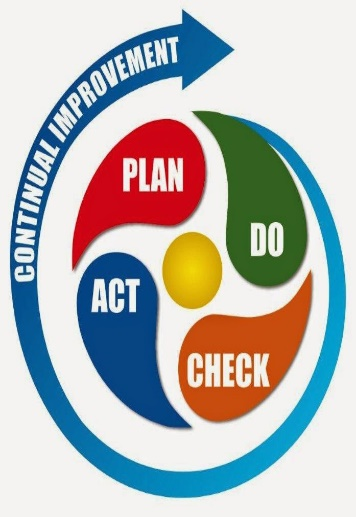 CONTINUAL IMPROVEMENT
PLAN
DO
CHECK
ACT